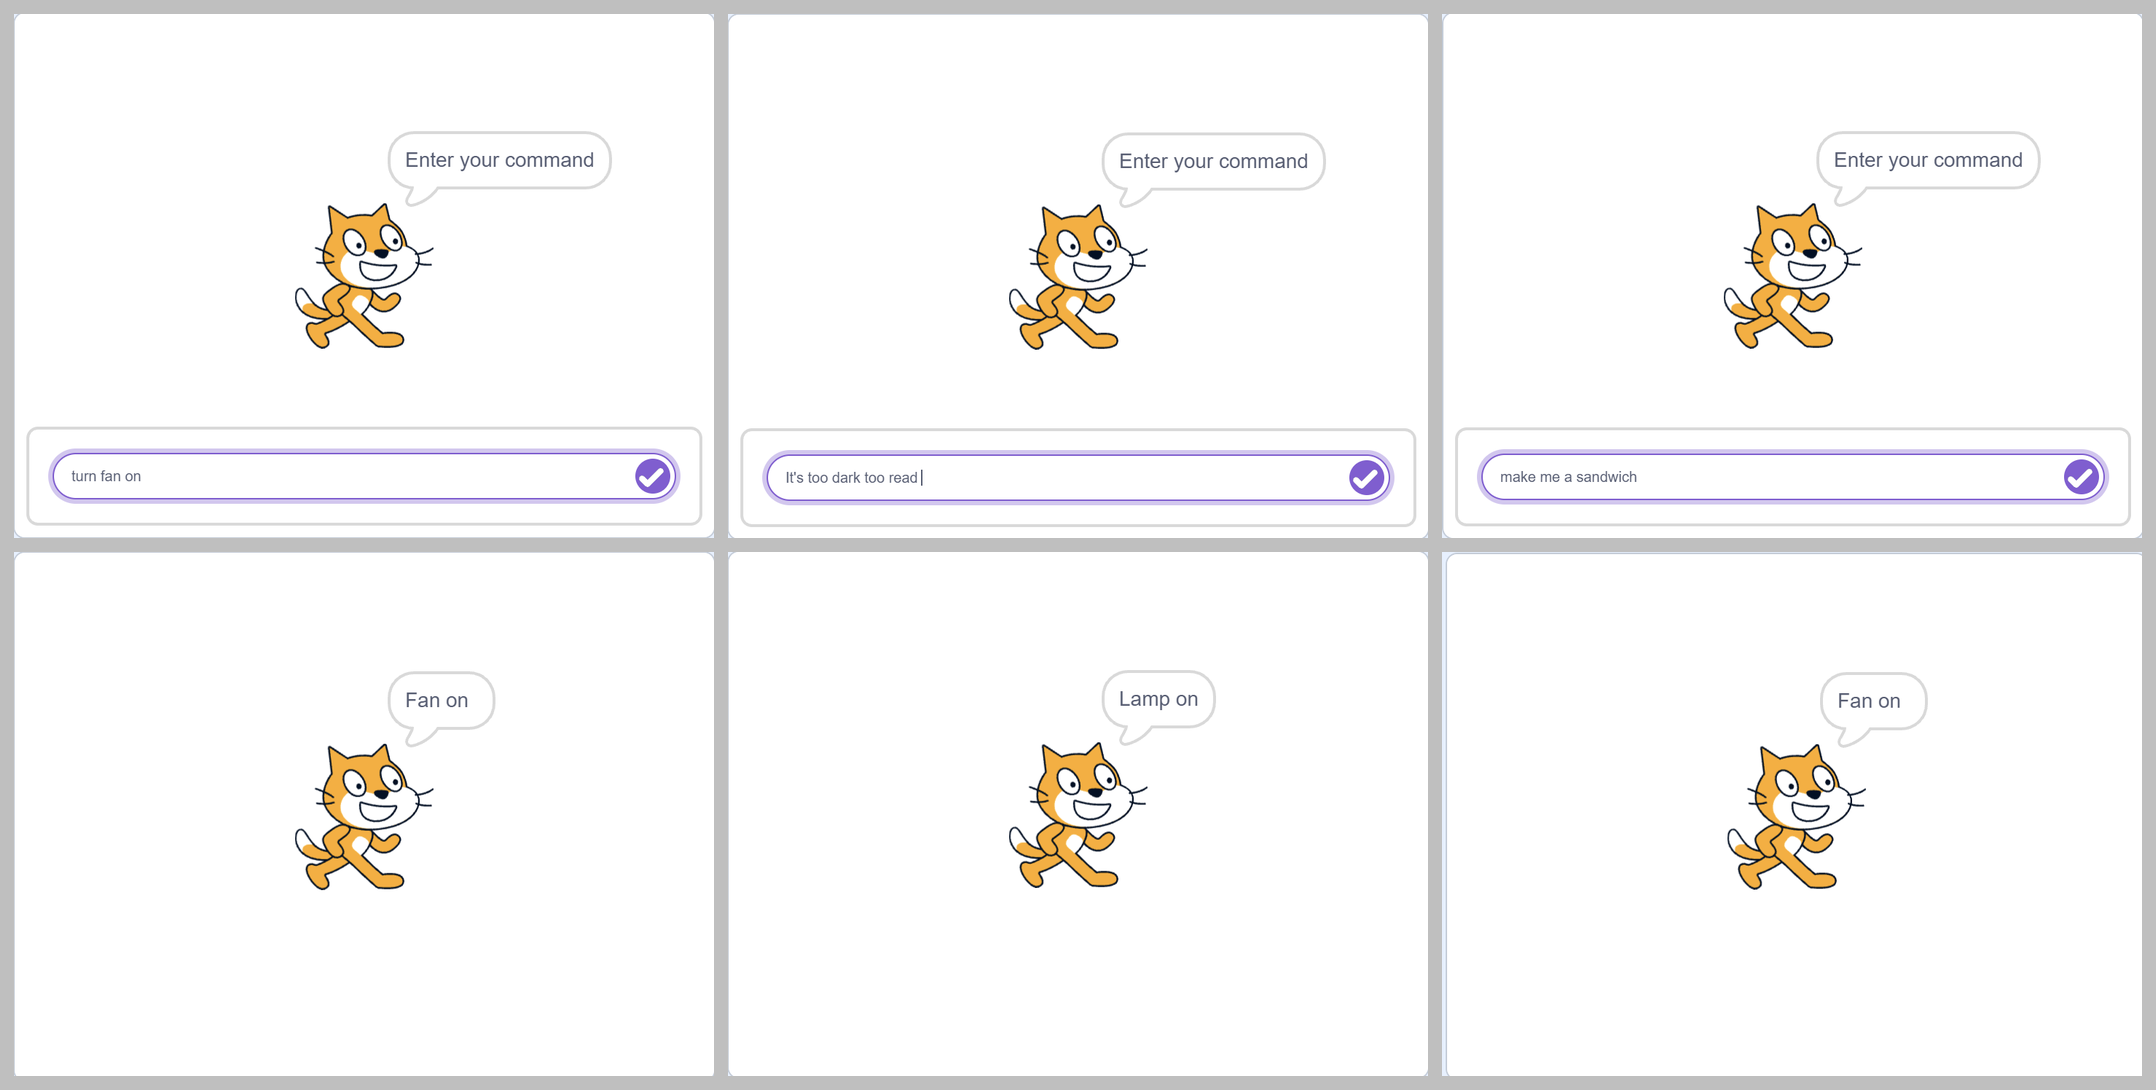 Enter your command
turn fan on
Enter your command
It's too dark too read
Enter your command
make me a sandwich
Fan on
Lamp on
Fan on